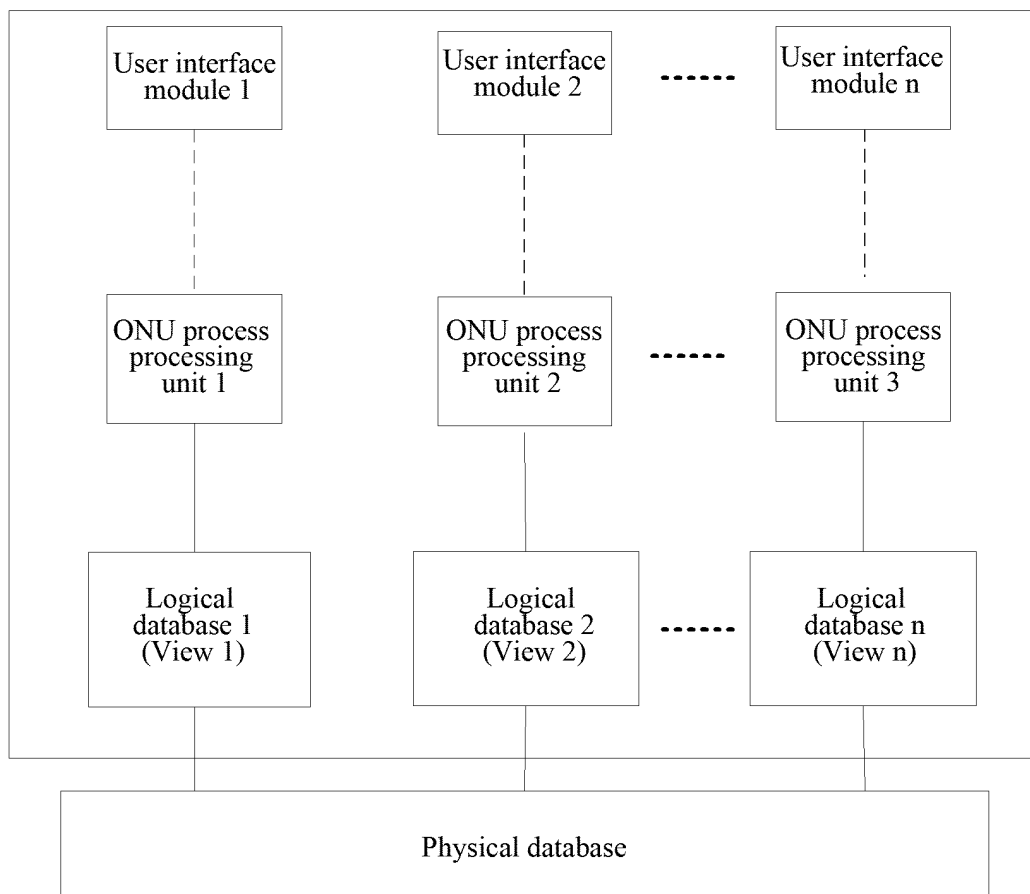 User interface
module 1
User interface
module 2
User interface
module n
ONU process
processing
unit 1
ONU process
processing
unit 2
ONU process
processing
unit 3
Logical
database 1
(View 1)
Logical
database 2
(View 2)
Logical
database n
(View n)
Physical database